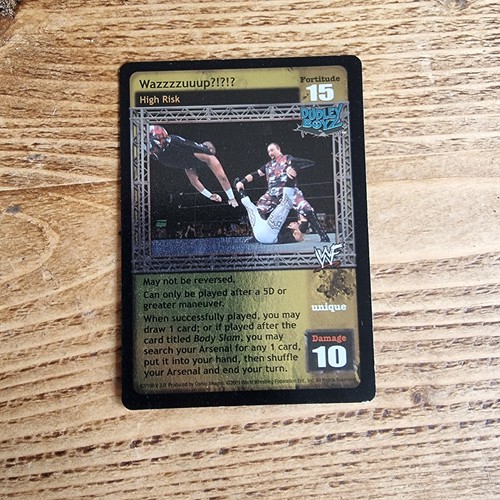 Wazzzzuuup?!?!?
Fortitude
15
High Risk
DUDLEY
BOYZ
WF
May not be reversed.
Can only be played after a 5D or
greater maneuver.
unique
When successfully played, you may
draw 1 card; or if played after the
card titled Body Slam, you may
search your Arsenal for any 1 card,
put it into your hand, then shuffle
your Arsenal and end your turn.
Damage
10